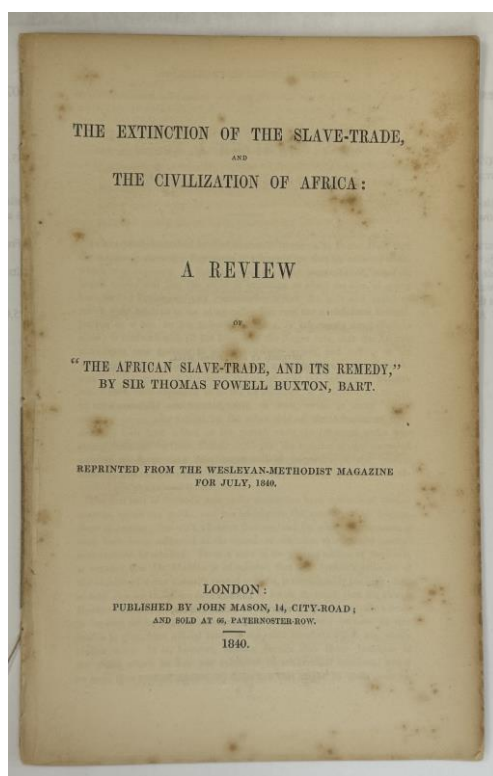 THE EXTINCTION OF THE SLAVE-TRADE,
AND
THE CIVILIZATION OF AFRICA:
A REVIEW
OF
"THE AFRICAN SLAVE-TRADE, AND ITS REMEDY,"
BY SIR THOMAS FOWELL BUXTON, BART.
REPRINTED FROM THE WESLEYAN-METHODIST MAGAZINE
FOR JULY, 1840.
LONDON:
PUBLISHED BY JOHN MASON, 14, CITY-ROAD;
AND SOLD AT 66, PATERNOSTER-ROW.
1840.